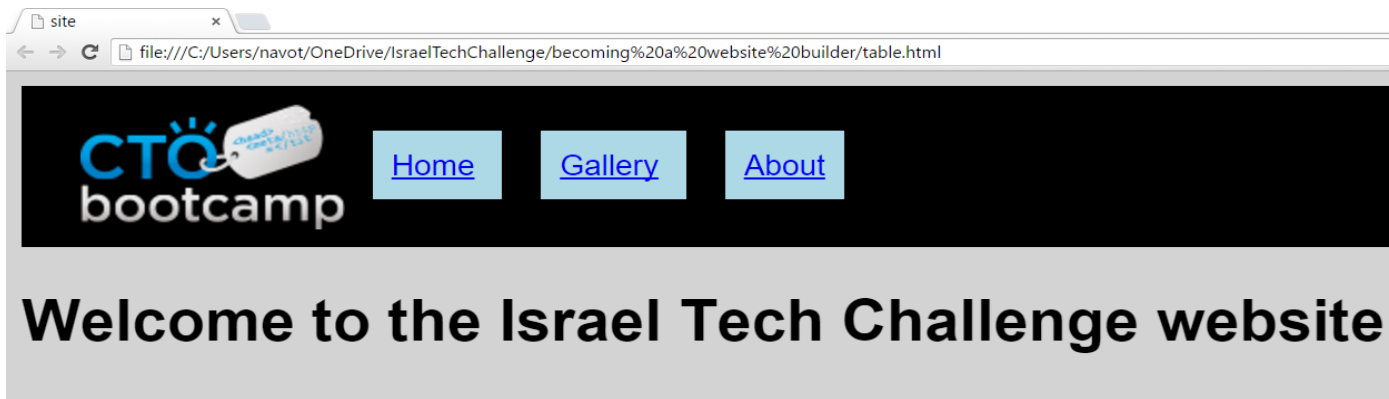 site
file:///C:/Users/navot/OneDrive/IsraelTechChallenge/becoming%20a%20website%20builder/table.html
CTO
<head>
bootcamp
Home Gallery About
Welcome to the Israel Tech Challenge website